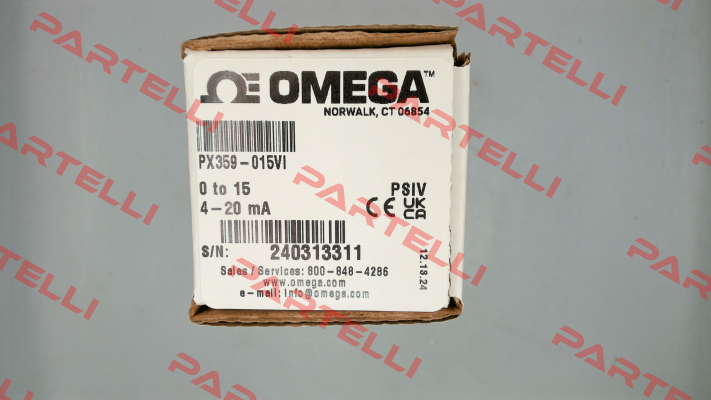 OMEGA™
NORWALK, CT 06854
PX359-015VI
0 to 15 PSIV
4-20 mA CE UK CA
S/N: 240313311
12.18.24
Sales / Services: 800-848-4286
www.omega.com
e-mail: info@omega.com
PARTELLI
PARTELLI
PARTELLI
PARTELLI
PARTELLI
PARTELLI
PARTELLI